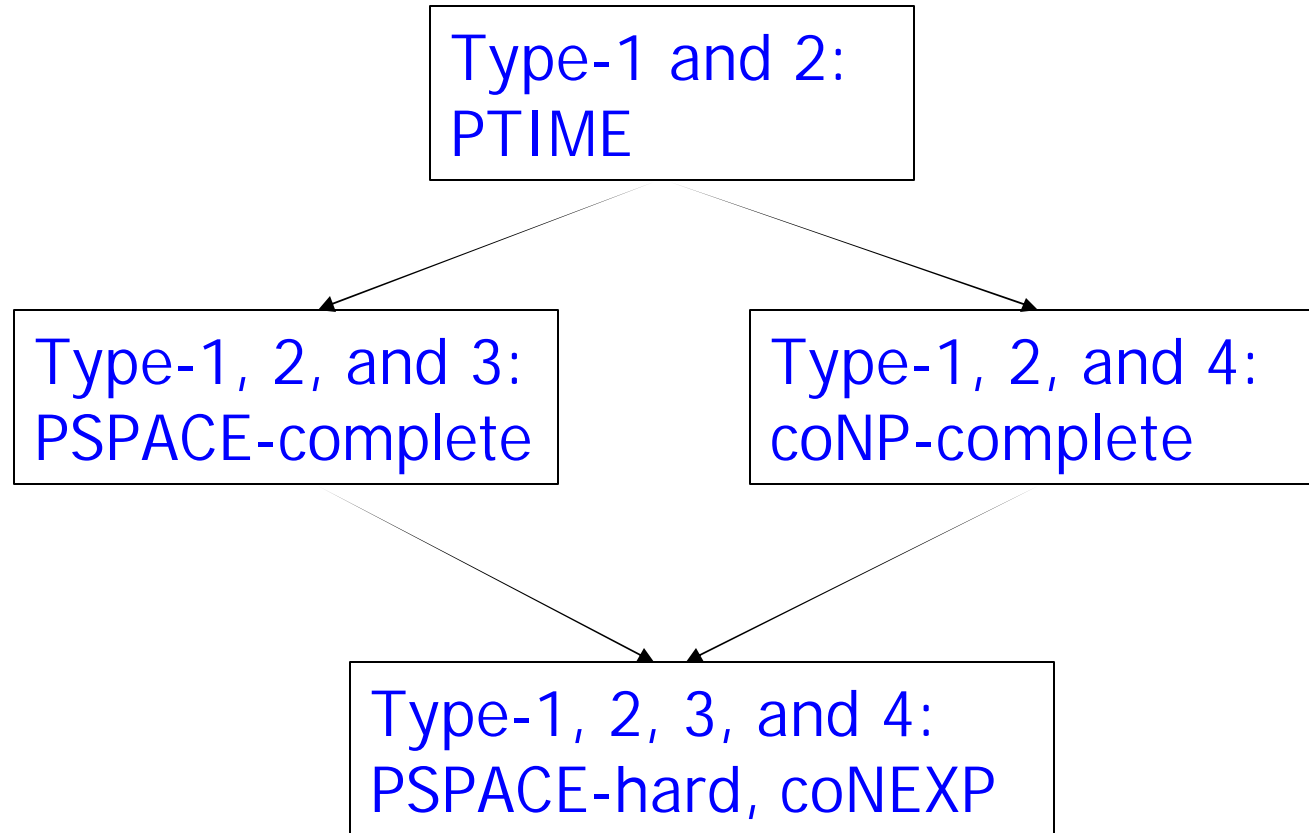 Type-1 and 2:
PTIME
Type-1, 2, and 3:
PSPACE-complete
Type-1, 2, and 4:
coNP-complete
Type-1, 2, 3, and 4:
PSPACE-hard, coNEXP